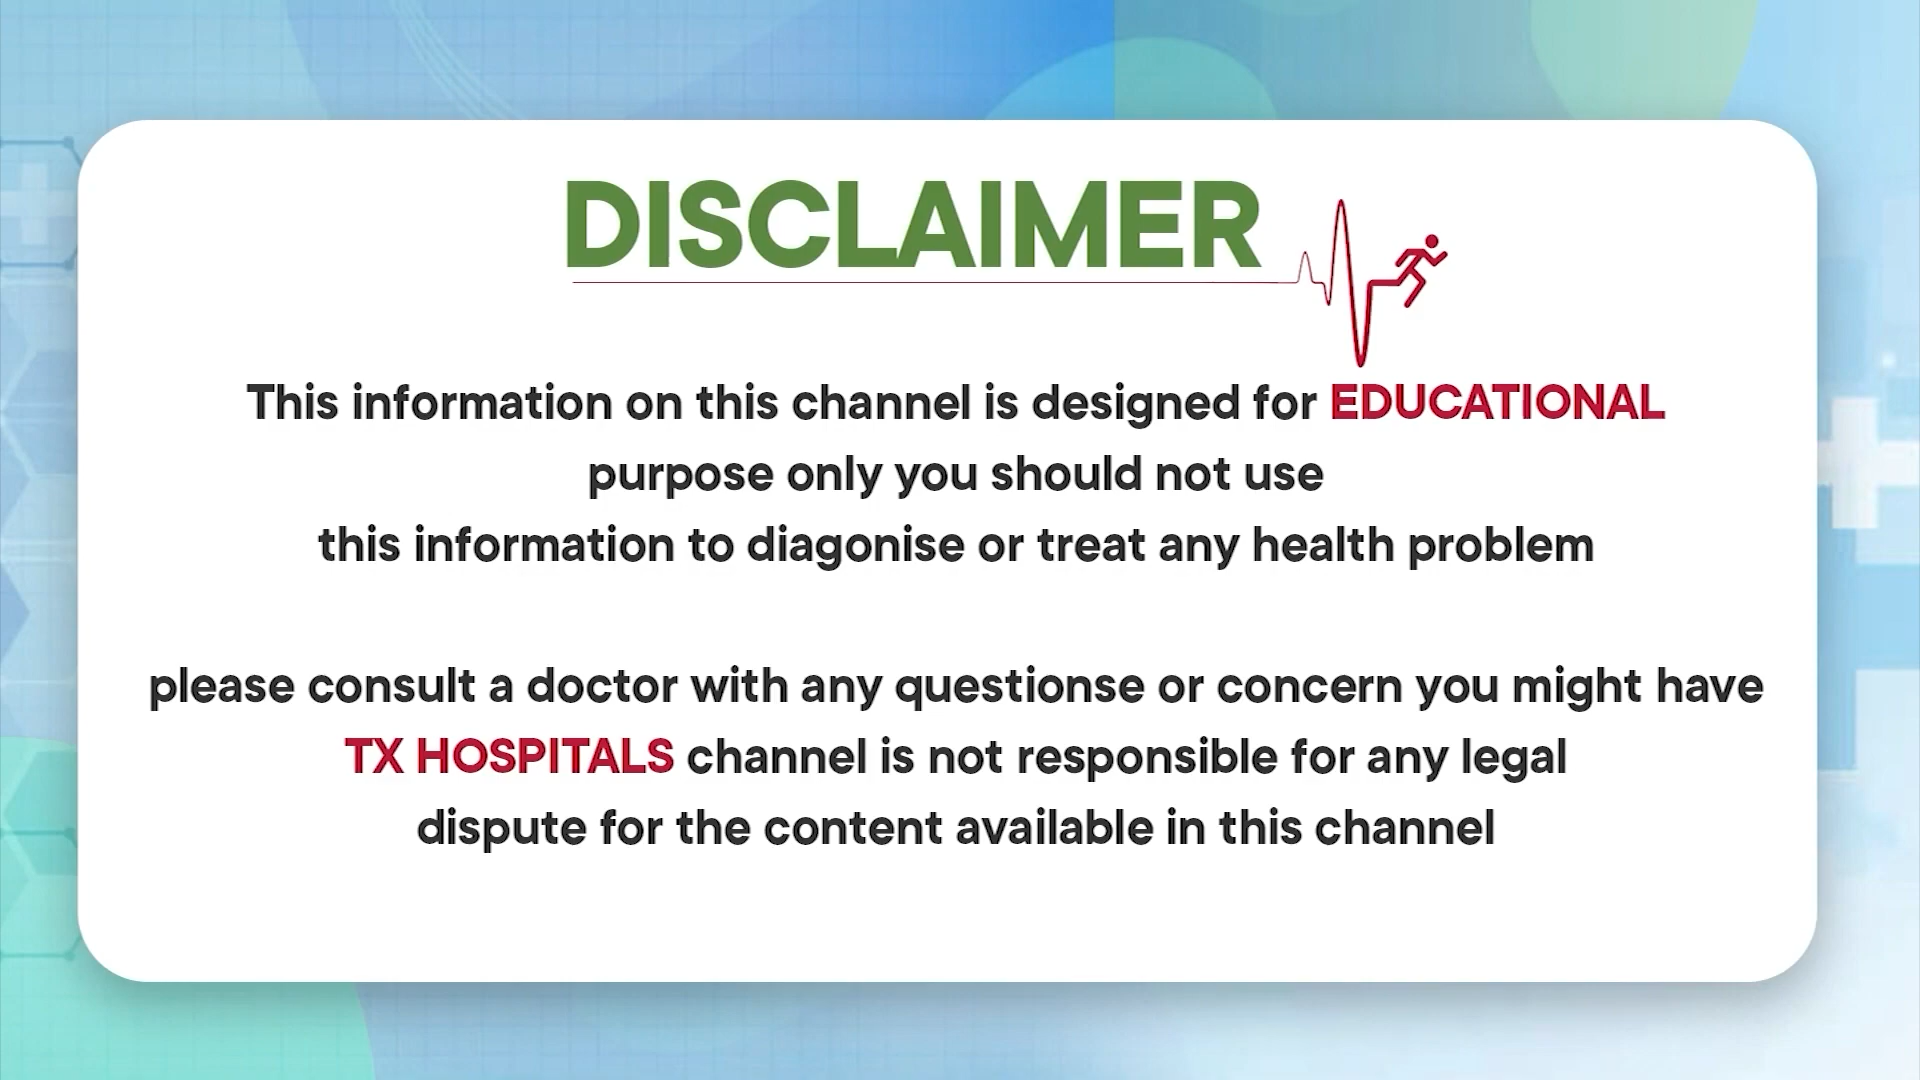 DISCLAIMER
This information on this channel is designed for EDUCATIONAL
purpose only you should not use
this information to diagonise or treat any health problem
please consult a doctor with any questionse or concern you might have
TX HOSPITALS channel is not responsible for any legal
dispute for the content available in this channel